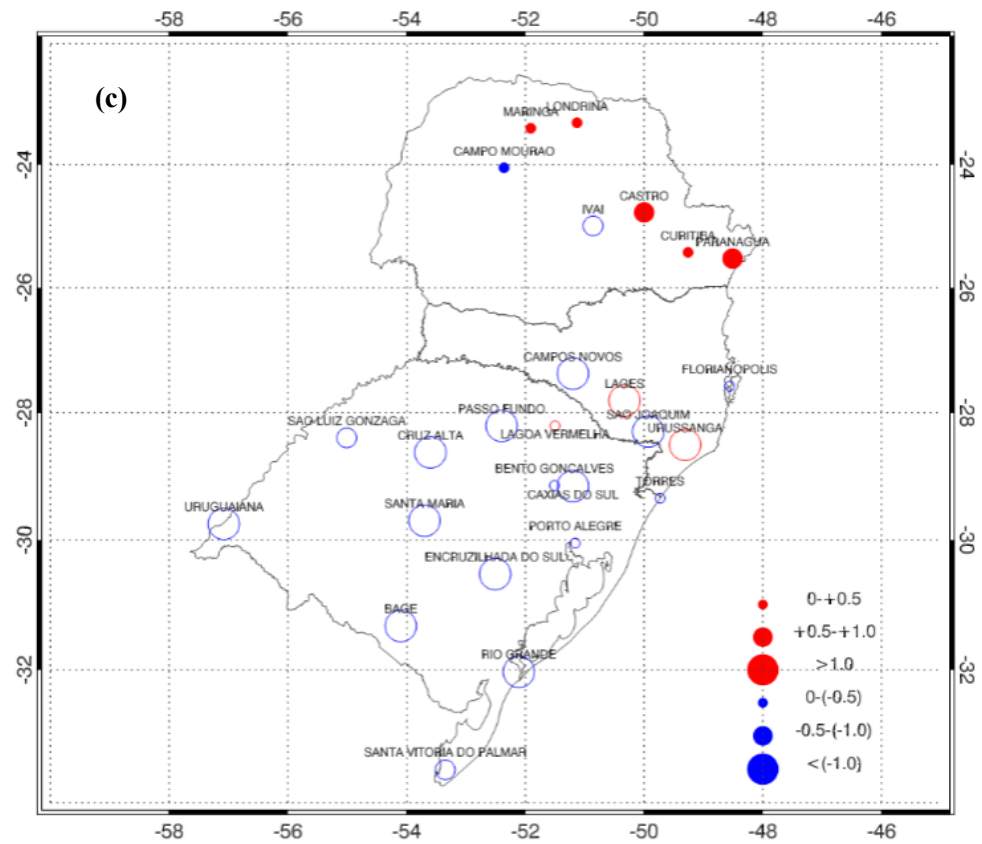 -58 -56 -54 -52 -50 -48 -46
(c)
LONDRINA
MARINGA
CAMPO MOURAO
-24 -24
CASTRO
IVAI
CURITIBA
PARANAGUA
-26 -26
CAMPOS NOVOS
FLORIANOPOLIS
LAGES
-28 -28
PASSO FUNDO
SAO JOAQUIM
SAO LUIZ GONZAGA
URUSSANGA
CRUZ ALTA
LAGOA VERMELHA
BENTO GONCALVES
TORRES
CAXIAS DO SUL
SANTA MARIA
URUGUAIANA
PORTO ALEGRE
-30 -30
ENCRUZILHADA DO SUL
0-+0.5
BAGE
+0.5-+1.0
RIO GRANDE
>1.0
-32 -32
0-(-0.5)
-0.5-(-1.0)
SANTA VITORIA DO PALMAR
<(-1.0)
-58 -56 -54 -52 -50 -48 -46